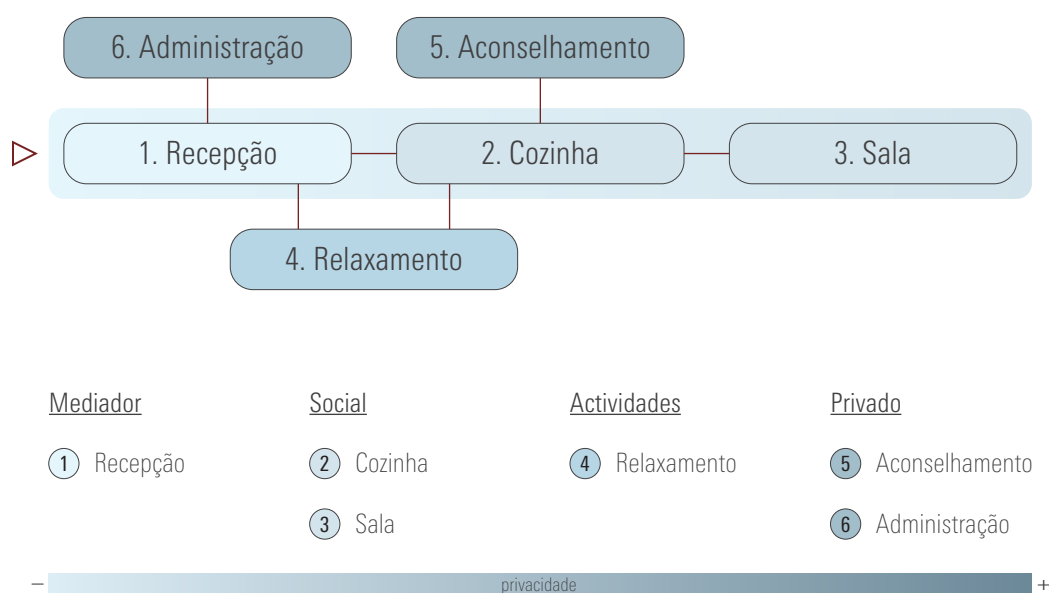 6. Administração
5. Aconselhamento
1. Recepção
2. Cozinha
3. Sala
4. Relaxamento
Mediador
Social
Actividades
Privado
1 Recepção
2 Cozinha
4 Relaxamento
5 Aconselhamento
3 Sala
6 Administração
– privacidade +